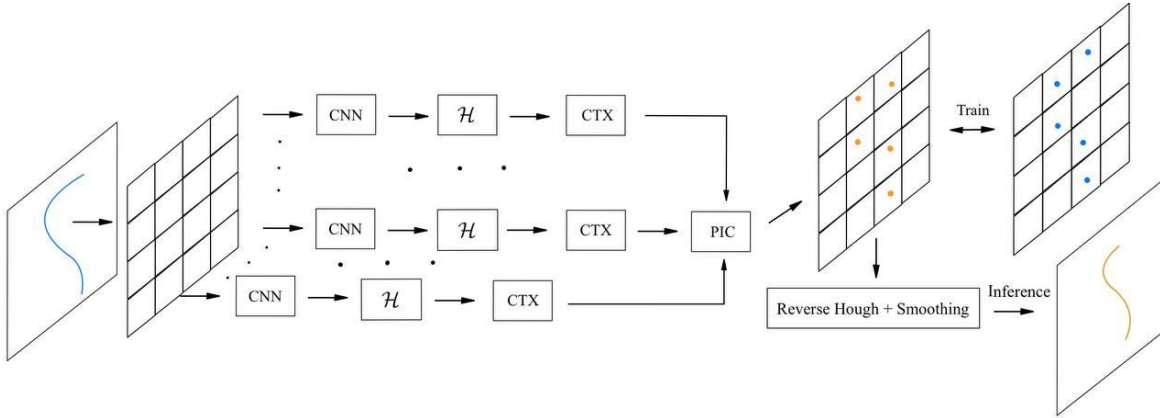 CNN
ℋ
CTX
Train
CNN
ℋ
CTX
PIC
CNN
ℋ
CTX
Reverse Hough + Smoothing
Inference